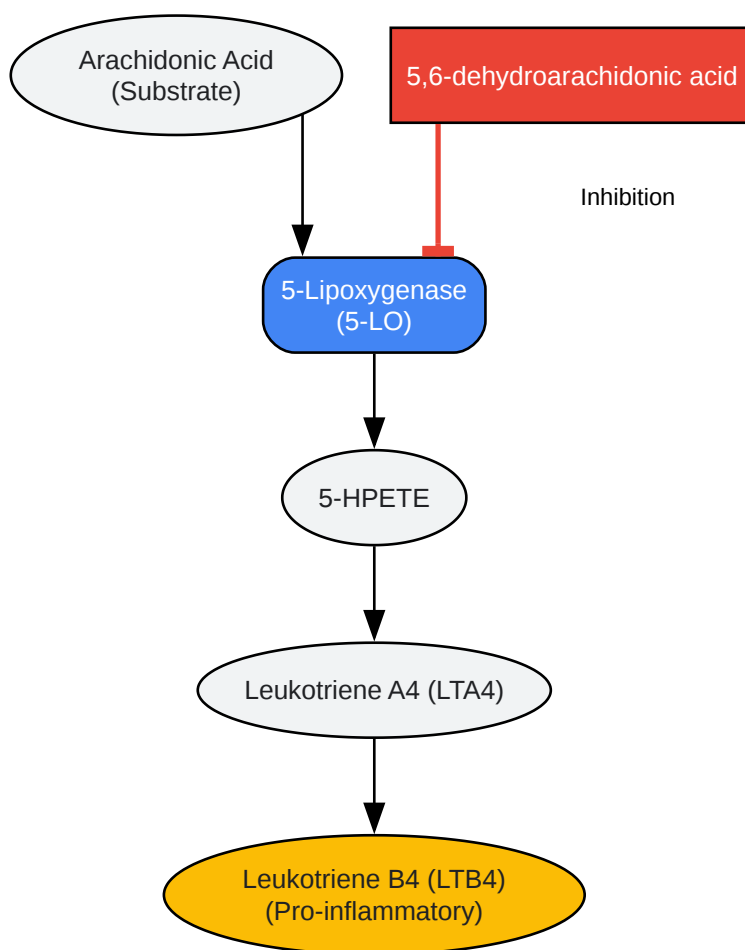 Arachidonic Acid
(Substrate)
5,6-dehydroarachidonic acid
Inhibition
5-Lipoxygenase
(5-LO)
5-HPETE
Leukotriene A4 (LTA4)
Leukotriene B4 (LTB4)
(Pro-inflammatory)